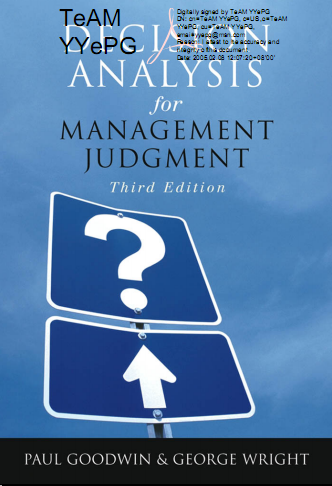 TeAM
YYePG
Digitally signed by TeAM YYePG
DN: cn=TeAM YYePG, c=US, o=TeAM
YYePG, ou=TeAM YYePG,
email=yyepg@msn.com
Reason: I attest to the accuracy and
integrity of this document
Date: 2005.02.08 12:07:20 +08'00'
DECISION
ANALYSIS
for
MANAGEMENT
JUDGMENT
Third Edition
?
PAUL GOODWIN & GEORGE WRIGHT